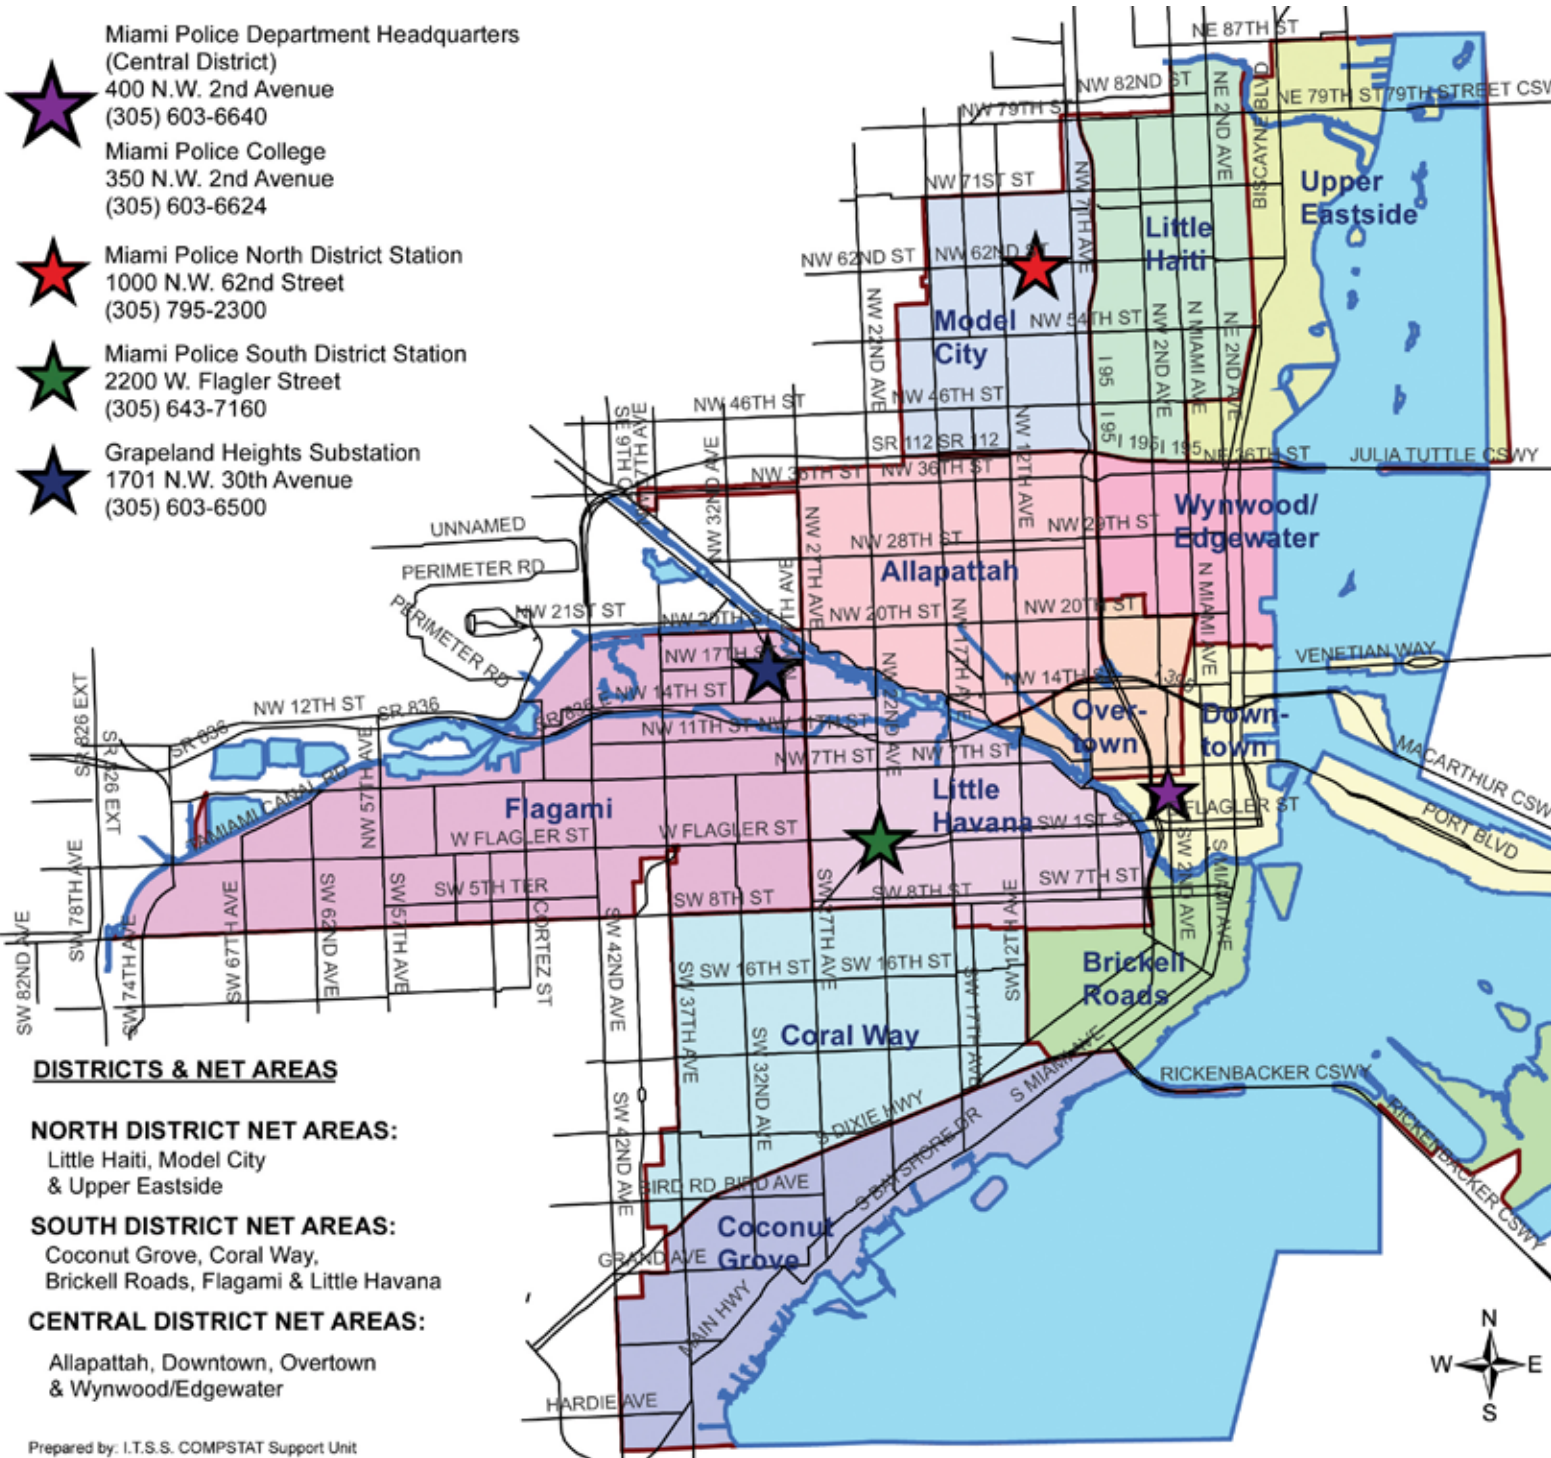 Miami Police Department Headquarters
(Central District)
400 N.W. 2nd Avenue
(305) 603-6640
Miami Police College
350 N.W. 2nd Avenue
(305) 603-6624
Miami Police North District Station
1000 N.W. 62nd Street
(305) 795-2300
Miami Police South District Station
2200 W. Flagler Street
(305) 643-7160
Grapeland Heights Substation
1701 N.W. 30th Avenue
(305) 603-6500
NE 87TH ST
NW 82ND ST
NE 79TH ST
79TH STREET CSW
NW 79TH ST
NE 2ND AVE
BISCAYNE BLVD
NW 71ST ST
NW 7TH AVE
Upper
Eastside
Little
Haiti
NW 62ND ST
NW 62ND ST
NW 22ND AVE
Model
City
NW 54TH ST
NW 2ND AVE
N MIAMI AVE
NE 2ND AVE
I 95
NW 46TH ST
NW 46TH ST
I 95
I 195
I 195
SR 112
SR 112
NW 12TH AVE
NE 36TH ST
JULIA TUTTLE CSWY
NW 36TH ST
NW 36TH ST
NW 32ND AVE
Wynwood/
Edgewater
NW 29TH ST
NW 28TH ST
NW 27TH AVE
UNNAMED
PERIMETER RD
PERIMETER RD
Allapattah
NW 21ST ST
NW 20TH ST
NW 20TH ST
NW 20TH ST
N MIAMI AVE
NW 17TH AVE
VENETIAN WAY
NW 17TH S
NW 14TH ST
NW 14TH S
NW 22ND AVE
NW 12TH ST
SR 836
SR 836
SR 836 E
NW 11TH ST
NW 11TH ST
NW 7TH ST
NW 7TH ST
Over-
town
Down-
town
MACARTHUR CSW
PORT BLVD
SR 826 EXT
SR 826 EXT
TAMIAMI CANAL RD
NW 57TH AVE
Flagami
Little
Havana
FLAGLER ST
W FLAGLER ST
W FLAGLER ST
SW 1ST ST
SW 2ND AVE
S MIAMI AVE
SW 5TH TER
SW 8TH ST
SW 8TH ST
SW 7TH ST
SW 82ND AVE
SW 78TH AVE
SW 74TH AVE
SW 67TH AVE
SW 62ND AVE
SW 57TH AVE
CORTEZ ST
SW 42ND AVE
SW 37TH AVE
SW 27TH AVE
SW 12TH AVE
SW 16TH ST
SW 16TH ST
SW 17TH AVE
Brickell
Roads
Coral Way
SW 32ND AVE
SW 42ND AVE
S MIAMI AVE
RICKENBACKER CSWY
RICKENBACKER CSWY
S DIXIE HWY
S BAYSHORE DR
BIRD RD
BIRD AVE
Coconut
Grove
GRAND AVE
MAIN HWY
HARDIE AVE
DISTRICTS & NET AREAS
NORTH DISTRICT NET AREAS:
Little Haiti, Model City
& Upper Eastside
SOUTH DISTRICT NET AREAS:
Coconut Grove, Coral Way,
Brickell Roads, Flagami & Little Havana
CENTRAL DISTRICT NET AREAS:
Allapattah, Downtown, Overtown
& Wynwood/Edgewater
Prepared by: I.T.S.S. COMPSTAT Support Unit
N
W
E
S